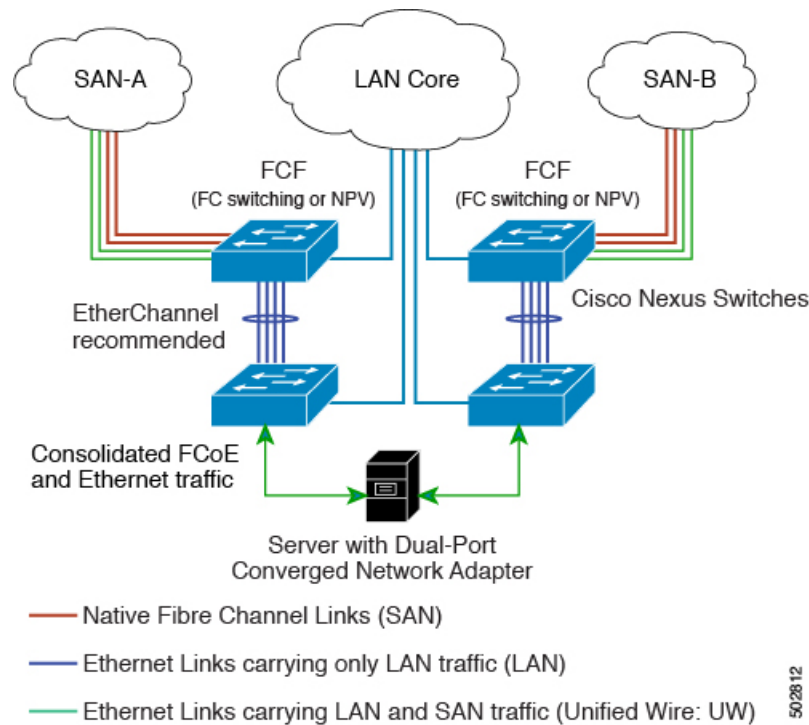 SAN-A
LAN Core
SAN-B
FCF
(FC switching or NPV)
FCF
(FC switching or NPV)
EtherChannel
recommended
Cisco Nexus Switches
Consolidated FCoE
and Ethernet traffic
Server with Dual-Port
Converged Network Adapter
Native Fibre Channel Links (SAN)
Ethernet Links carrying only LAN traffic (LAN)
Ethernet Links carrying LAN and SAN traffic (Unified Wire: UW)
502812